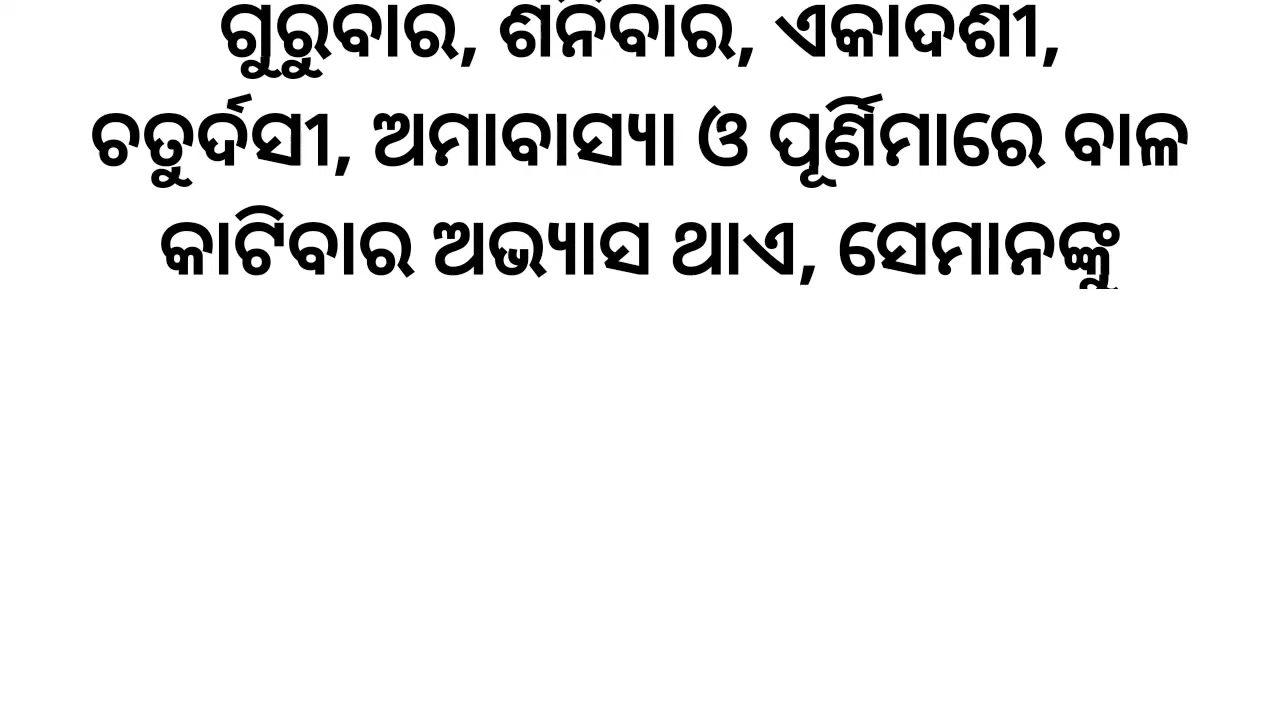 ଗୁରୁବାର, ଶନିବାର, ଏକାଦଶୀ,
ଚତୁର୍ଦସୀ, ଅମାବାସ୍ୟା ଓ ପୂର୍ଣିମାରେ ବାଳ
କାଟିବାର ଅଭ୍ୟାସ ଥାଏ, ସେମାନଙ୍କୁ